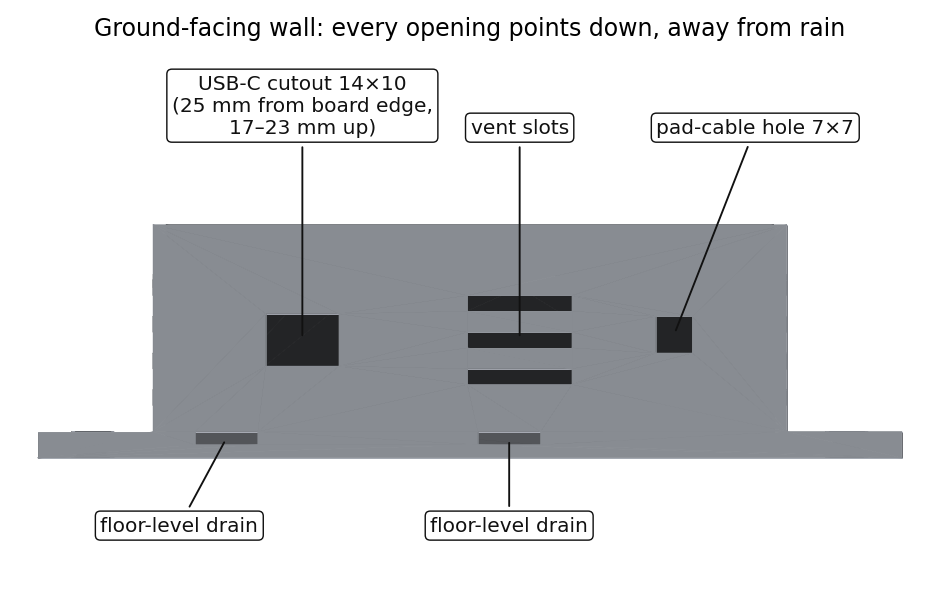 Ground-facing wall: every opening points down, away from rain
USB-C cutout 14×10
(25 mm from board edge,
17–23 mm up)
vent slots
pad-cable hole 7×7
floor-level drain
floor-level drain